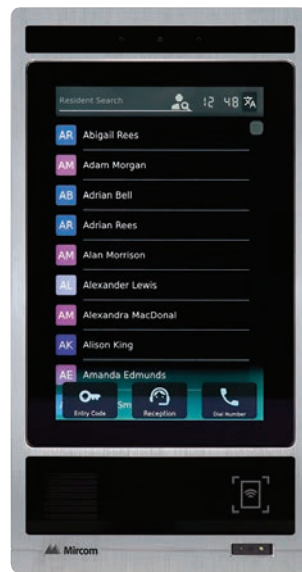 Resident Search 12 48
AR Abigail Rees
AM Adam Morgan
AB Adrian Bell
AR Adrian Rees
AM Alan Morrison
AL Alexander Lewis
AM Alexandra MacDonal
AK Alison King
AE Amanda Edmunds
Sm
Entry Code Reception Dial Number
Mircom